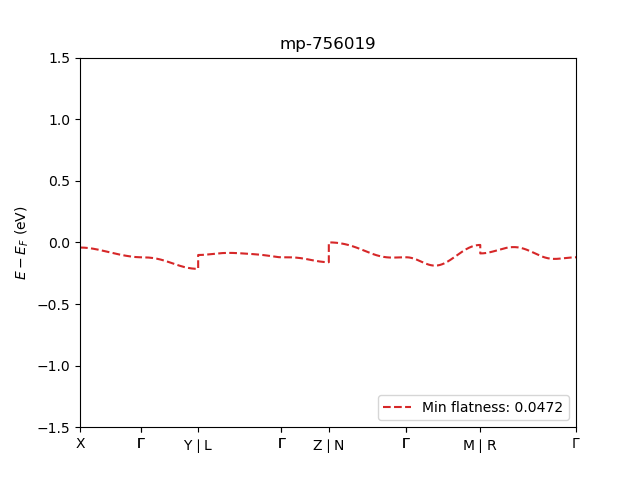 mp-756019
E − E_F (eV)
1.5
1.0
0.5
0.0
−0.5
−1.0
−1.5
Min flatness: 0.0472
X Γ Y | L Γ Z | N Γ M | R Γ